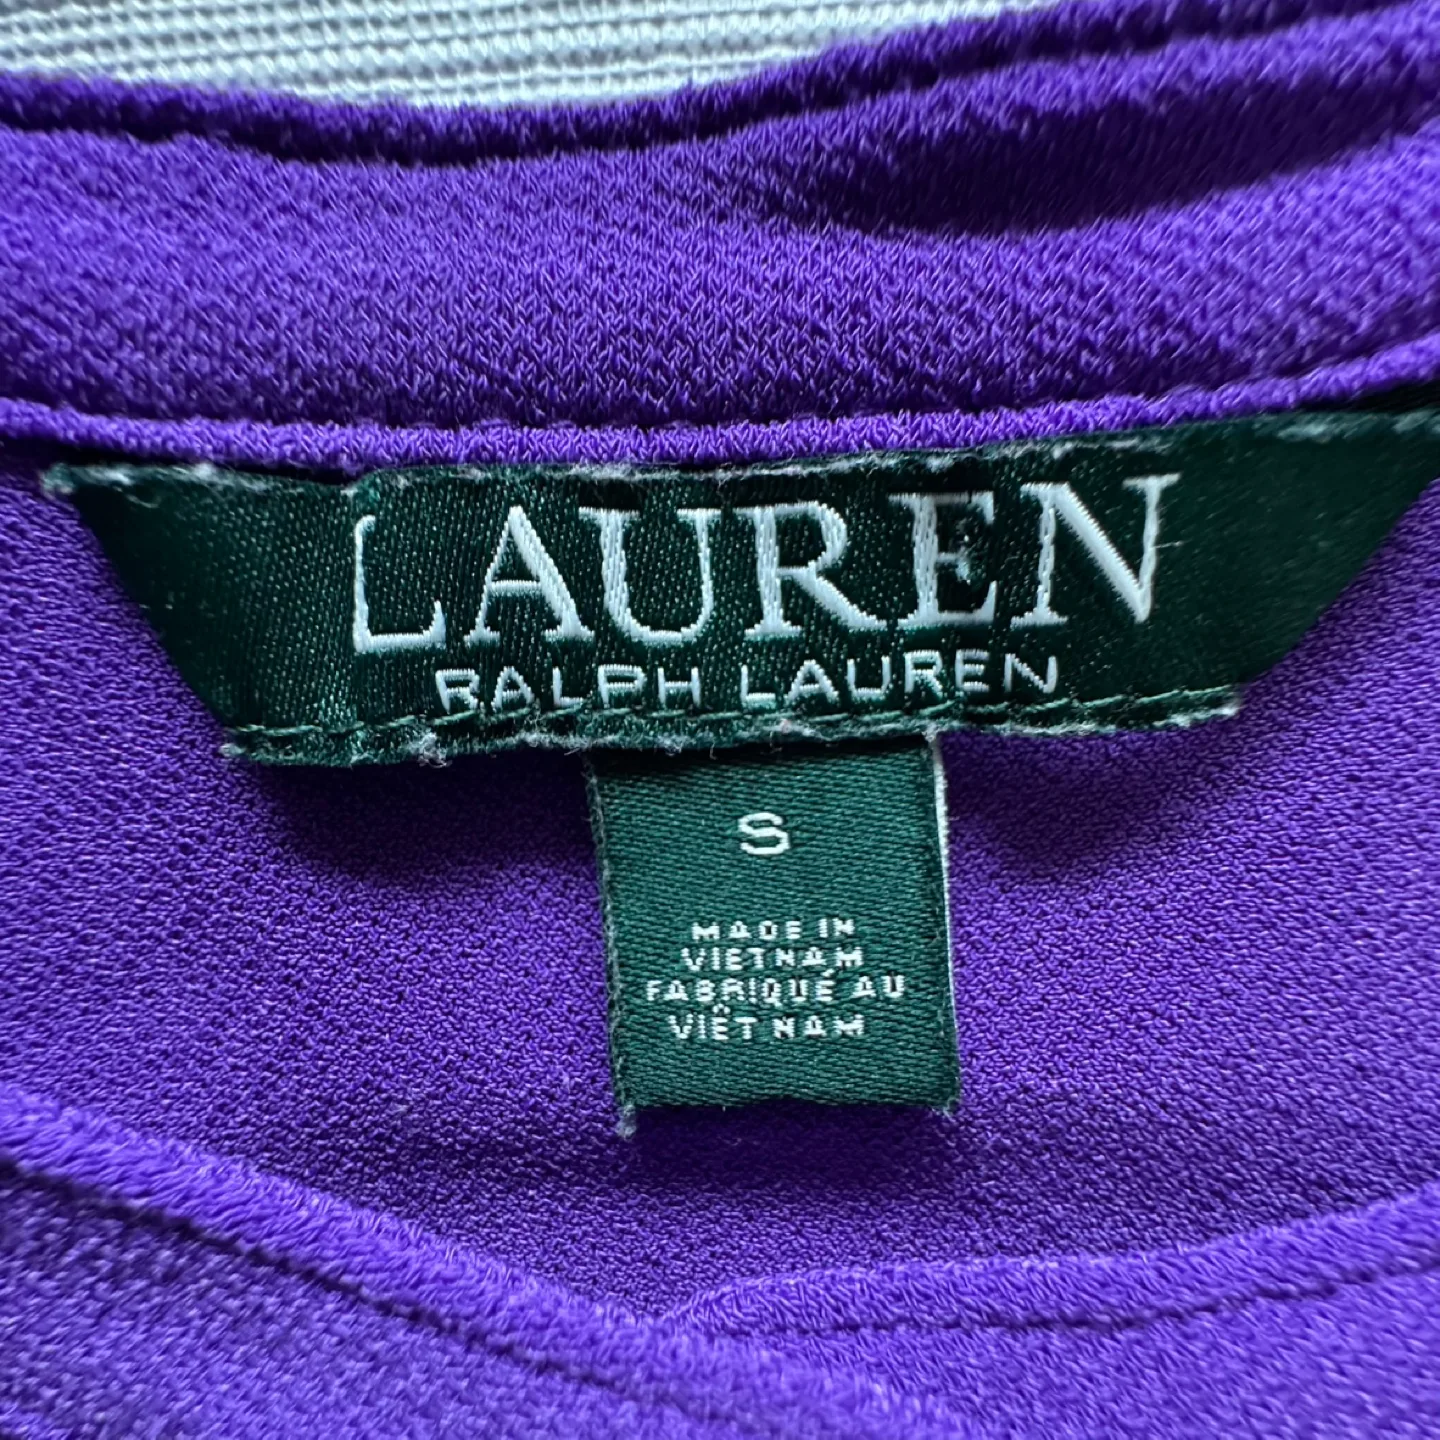 LAUREN
RALPH LAUREN
S
MADE IN
VIETNAM
FABRIQUÉ AU
VIÊT NAM